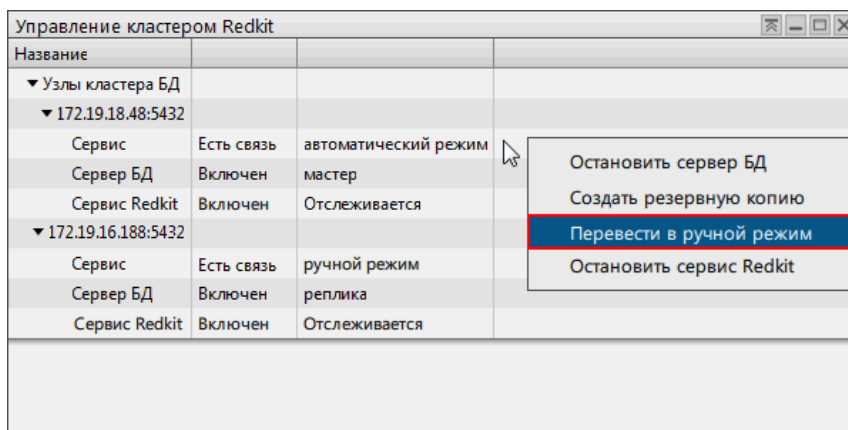 Управление кластером Redkit
Название
Узлы кластера БД
172.19.18.48:5432
Сервис Есть связь автоматический режим
Сервер БД Включен мастер
Сервис Redkit Включен Отслеживается
172.19.16.188:5432
Сервис Есть связь ручной режим
Сервер БД Включен реплика
Сервис Redkit Включен Отслеживается
Остановить сервер БД
Создать резервную копию
Перевести в ручной режим
Остановить сервис Redkit